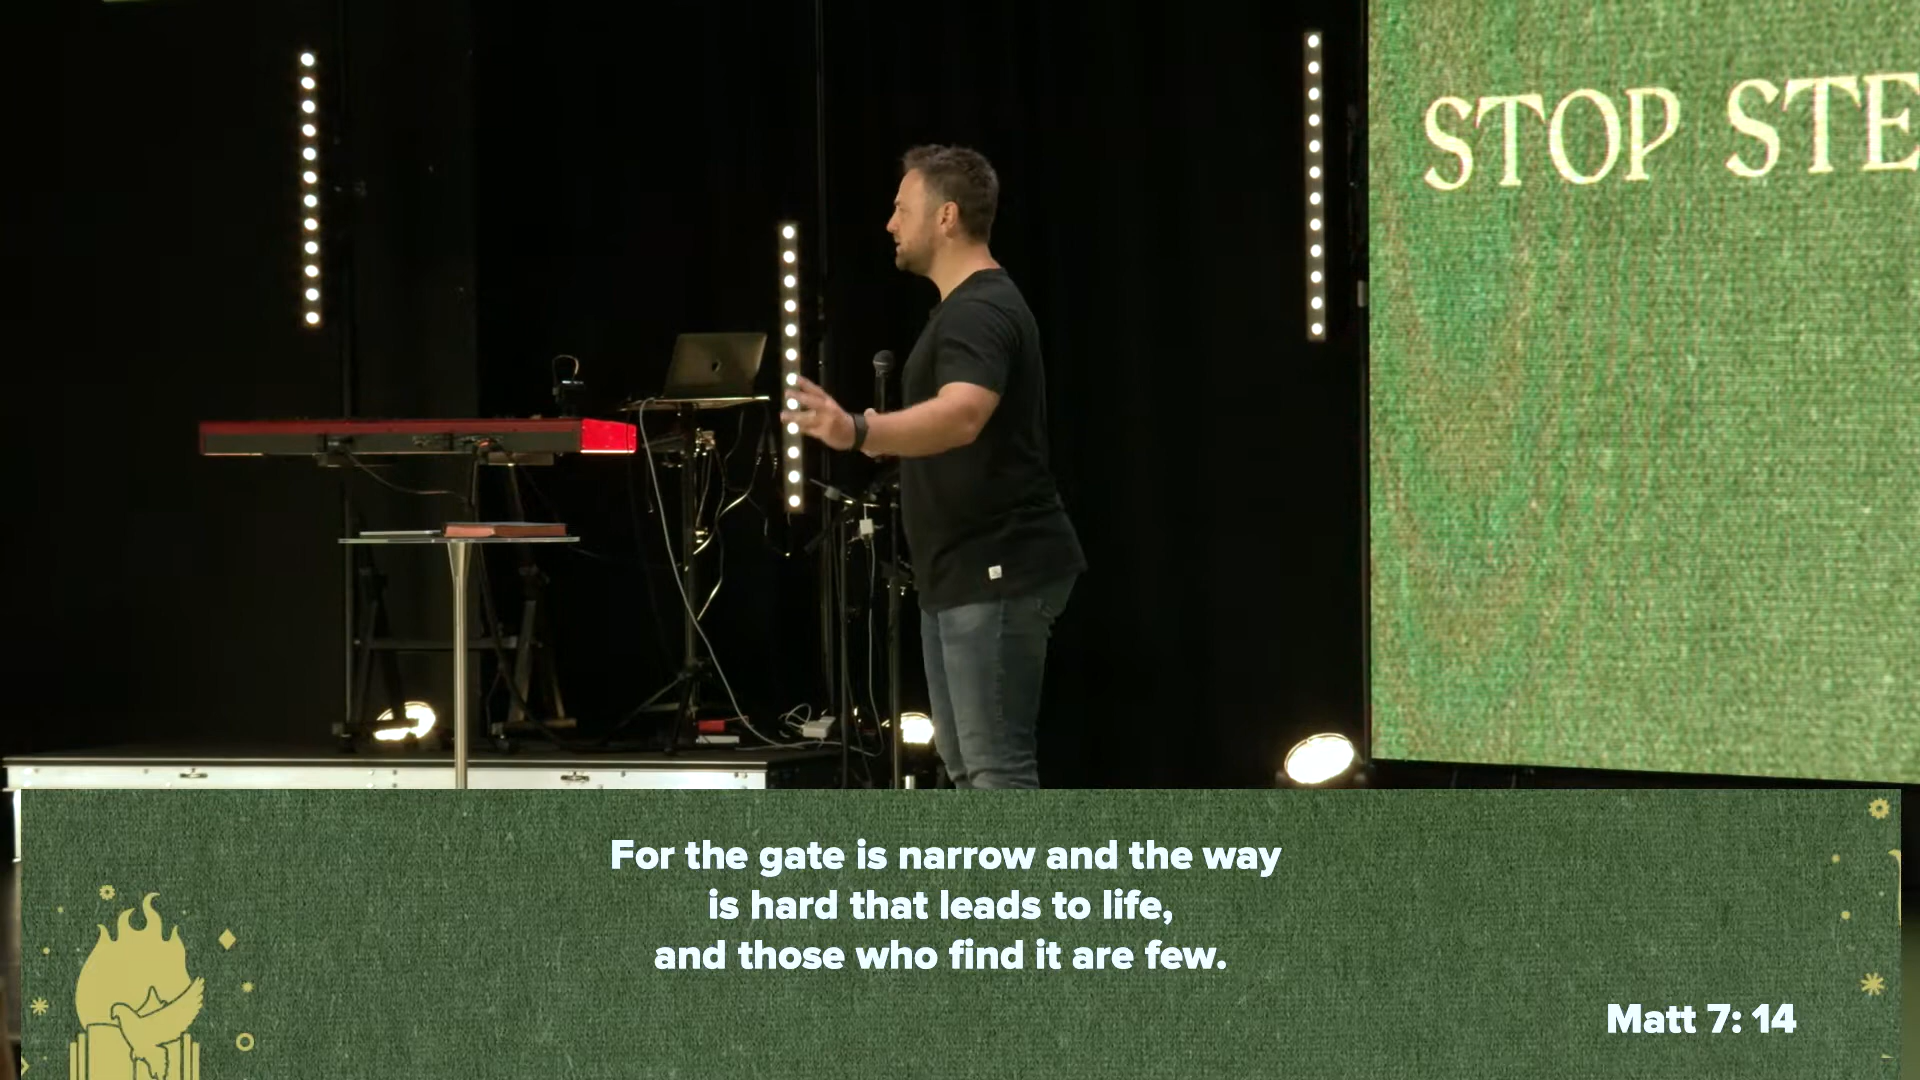 STOP STE
For the gate is narrow and the way
is hard that leads to life,
and those who find it are few.
Matt 7: 14